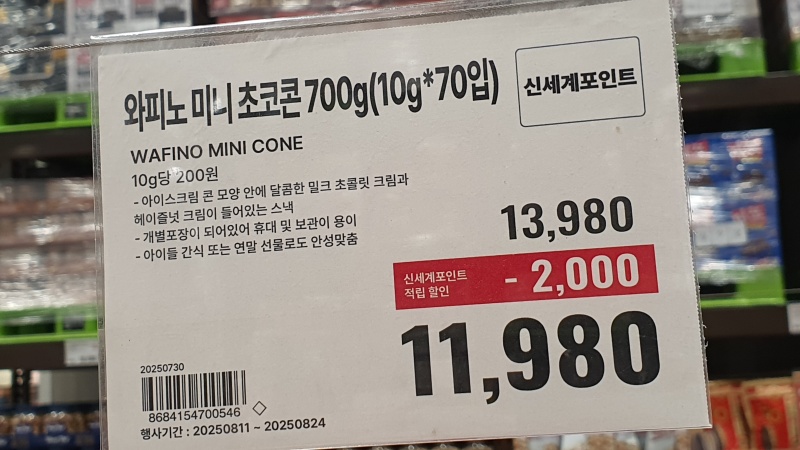 와피노 미니 초코콘 700g(10g*70입)
신세계포인트
WAFINO MINI CONE
10g당 200원
- 아이스크림 콘 모양 안에 달콤한 밀크 초콜릿 크림과
헤이즐넛 크림이 들어있는 스낵
- 개별포장이 되어있어 휴대 및 보관이 용이
- 아이들 간식 또는 연말 선물로도 안성맞춤
13,980
신세계포인트
적립 할인
- 2,000
11,980
20250730
8684154700546
행사기간 : 20250811 ~ 20250824